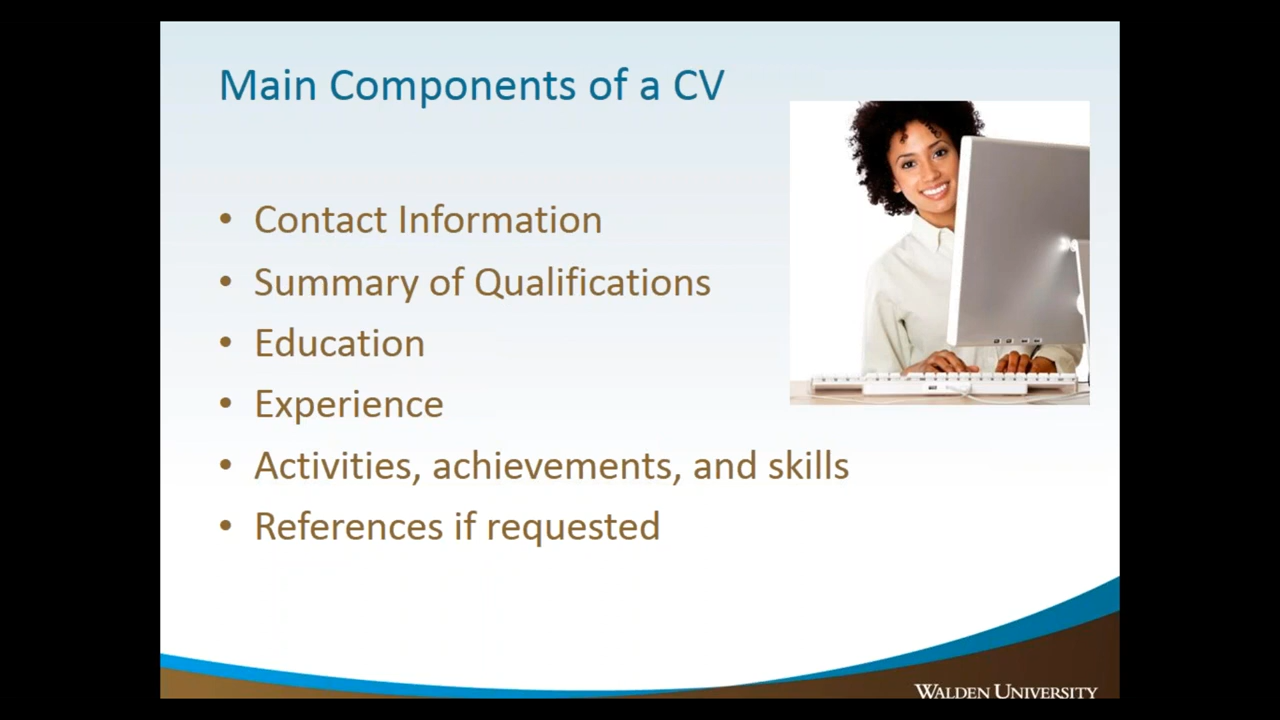 Main Components of a CV
• Contact Information
• Summary of Qualifications
• Education
• Experience
• Activities, achievements, and skills
• References if requested
WALDEN UNIVERSITY